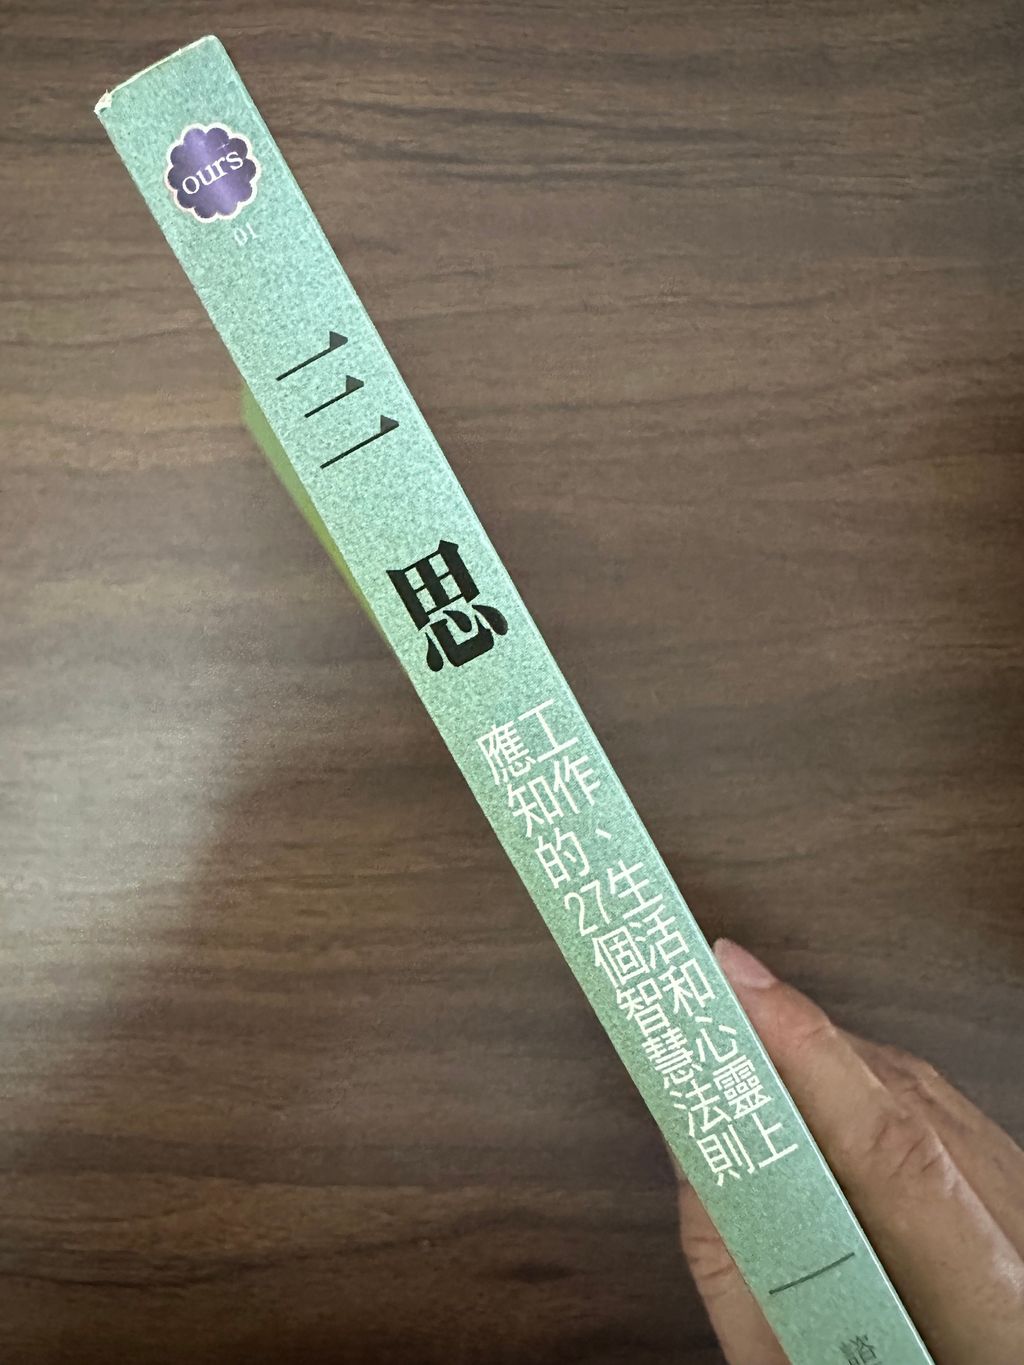 ours
01
三思
工作、生活和心靈上
應知的27個智慧法則